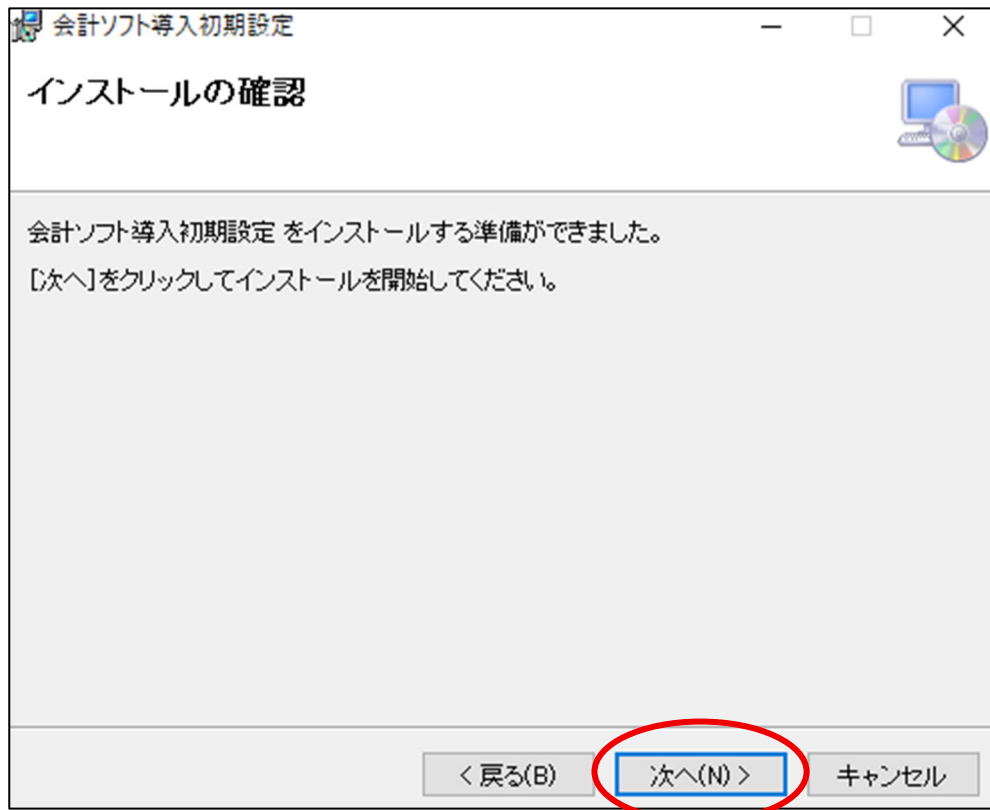 会計ソフト導入初期設定
インストールの確認
会計ソフト導入初期設定 をインストールする準備ができました。
[次へ]をクリックしてインストールを開始してください。
< 戻る(B)
次へ(N) >
キャンセル